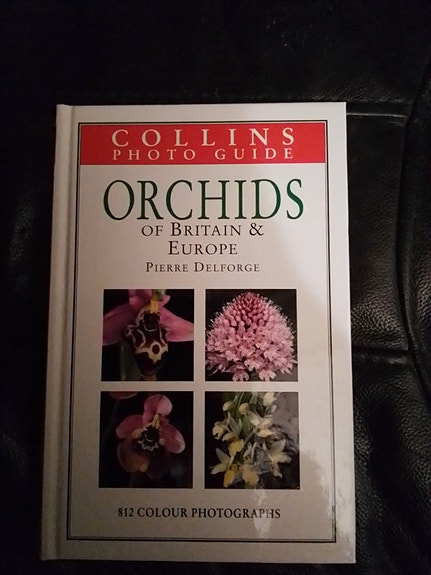 COLLINS
PHOTO GUIDE
ORCHIDS
OF BRITAIN &
EUROPE
PIERRE DELFORGE
812 COLOUR PHOTOGRAPHS